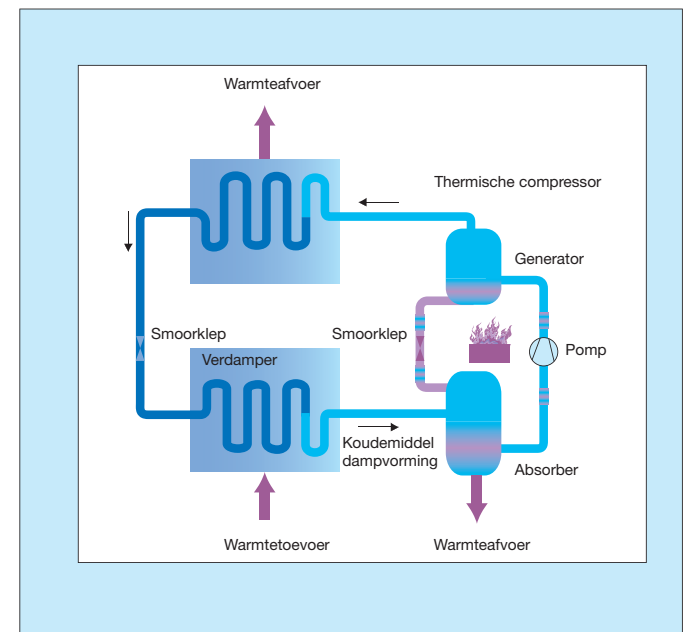 Warmteafvoer
Thermische compressor
Generator
Smoorklep
Smoorklep
Pomp
Verdamper
Koudemiddel
dampvorming
Absorber
Warmtetoevoer
Warmteafvoer